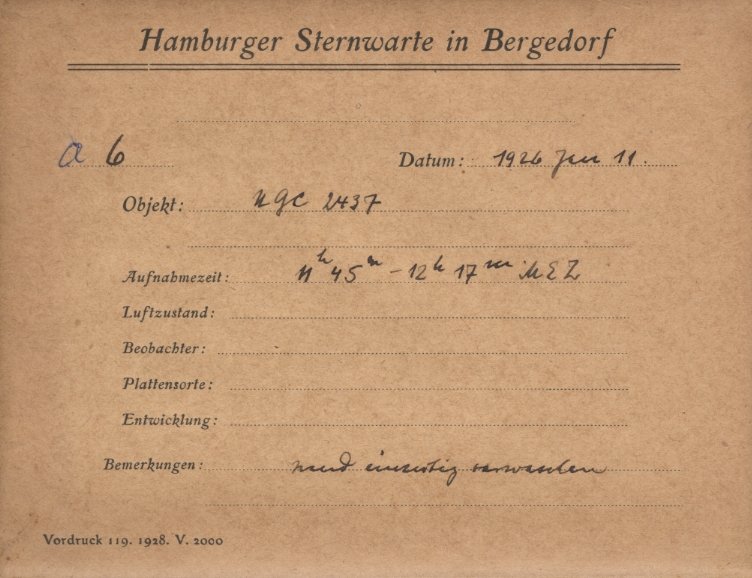 Hamburger Sternwarte in Bergedorf
a 6
Datum: 1926 Jan 11.
Objekt: NGC 2437
Aufnahmezeit: 11h 45m - 12h 17m MEZ
Luftzustand:
Beobachter:
Plattensorte:
Entwicklung:
Bemerkungen: einseitig verwaschen
Vordruck 119. 1928. V. 2000